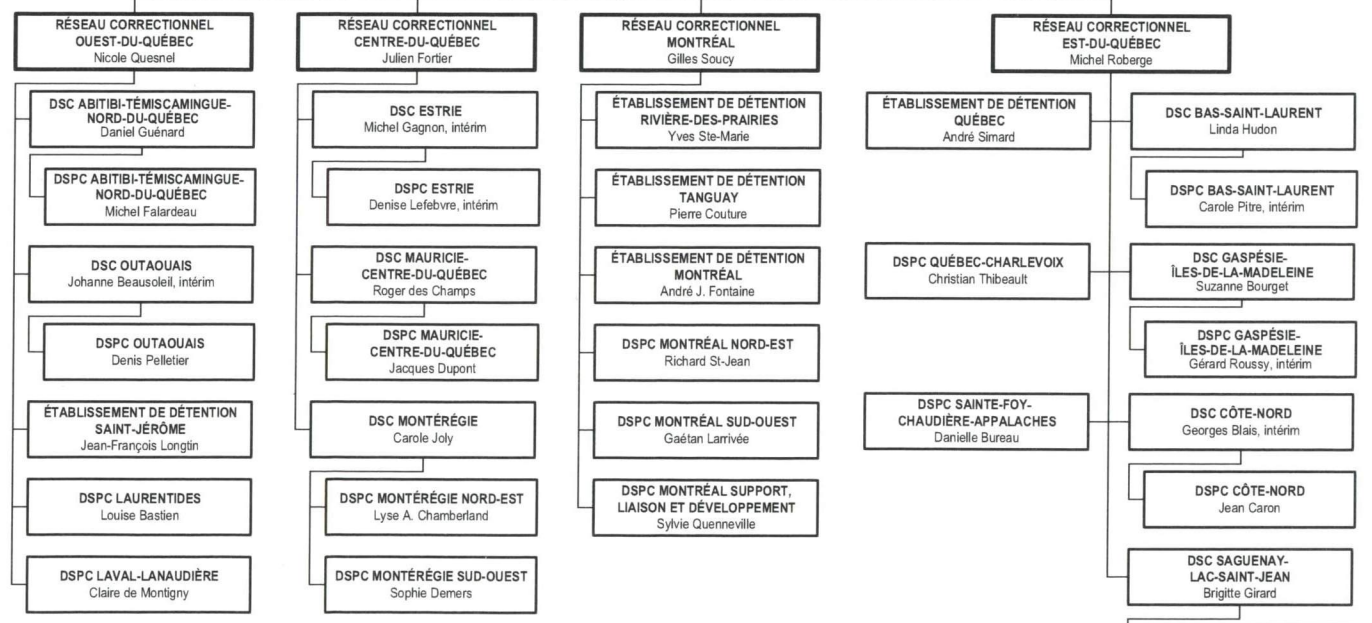 RÉSEAU CORRECTIONNEL
OUEST-DU-QUÉBEC
Nicole Quesnel
DSC ABITIBI-TÉMISCAMINGUE-
NORD-DU-QUÉBEC
Daniel Guénard
DSPC ABITIBI-TÉMISCAMINGUE-
NORD-DU-QUÉBEC
Michel Falardeau
DSC OUTAOUAIS
Johanne Beausoleil, intérim
DSPC OUTAOUAIS
Denis Pelletier
ÉTABLISSEMENT DE DÉTENTION
SAINT-JÉRÔME
Jean-François Longtin
DSPC LAURENTIDES
Louise Bastien
DSPC LAVAL-LANAUDIÈRE
Claire de Montigny
RÉSEAU CORRECTIONNEL
CENTRE-DU-QUÉBEC
Julien Fortier
DSC ESTRIE
Michel Gagnon, intérim
DSPC ESTRIE
Denise Lefebvre, intérim
DSC MAURICIE-
CENTRE-DU-QUÉBEC
Roger des Champs
DSPC MAURICIE-
CENTRE-DU-QUÉBEC
Jacques Dupont
DSC MONTÉRÉGIE
Carole Joly
DSPC MONTÉRÉGIE NORD-EST
Lyse A. Chamberland
DSPC MONTÉRÉGIE SUD-OUEST
Sophie Demers
RÉSEAU CORRECTIONNEL
MONTRÉAL
Gilles Soucy
ÉTABLISSEMENT DE DÉTENTION
RIVIÈRE-DES-PRAIRIES
Yves Ste-Marie
ÉTABLISSEMENT DE DÉTENTION
TANGUAY
Pierre Couture
ÉTABLISSEMENT DE DÉTENTION
MONTRÉAL
André J. Fontaine
DSPC MONTRÉAL NORD-EST
Richard St-Jean
DSPC MONTRÉAL SUD-OUEST
Gaétan Larrivée
DSPC MONTRÉAL SUPPORT,
LIAISON ET DÉVELOPPEMENT
Sylvie Quenneville
RÉSEAU CORRECTIONNEL
EST-DU-QUÉBEC
Michel Roberge
ÉTABLISSEMENT DE DÉTENTION
QUÉBEC
André Simard
DSPC QUÉBEC-CHARLEVOIX
Christian Thibeault
DSPC SAINTE-FOY-
CHAUDIÈRE-APPALACHES
Danielle Bureau
DSC BAS-SAINT-LAURENT
Linda Hudon
DSPC BAS-SAINT-LAURENT
Carole Pitre, intérim
DSC GASPÉSIE-
ÎLES-DE-LA-MADELEINE
Suzanne Bourget
DSPC GASPÉSIE-
ÎLES-DE-LA-MADELEINE
Gérard Roussy, intérim
DSC CÔTE-NORD
Georges Blais, intérim
DSPC CÔTE-NORD
Jean Caron
DSC SAGUENAY-
LAC-SAINT-JEAN
Brigitte Girard